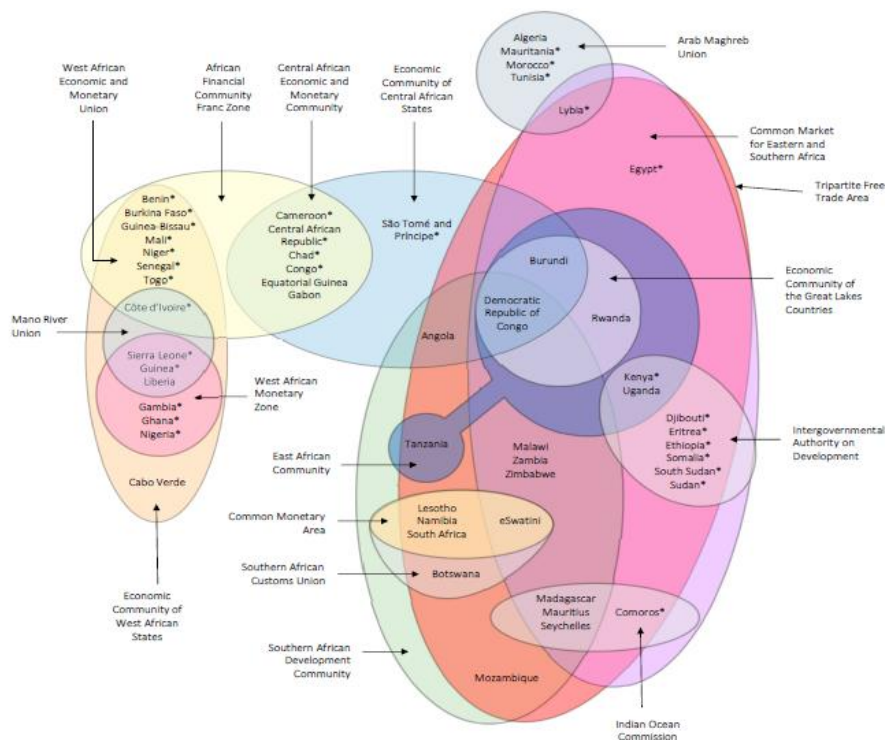 West African
Economic and
Monetary
Union
African
Financial
Community
Franc Zone
Central African
Economic and
Monetary
Community
Economic
Community of
Central African
States
Algeria
Mauritania*
Morocco*
Tunisia*
Lybia*
Arab Maghreb
Union
Common Market
for Eastern and
Southern Africa
Egypt*
Tripartite Free
Trade Area
Benin*
Burkina Faso*
Guinea-Bissau*
Mali*
Niger*
Senegal*
Togo*
Cameroon*
Central African
Republic*
Chad*
Congo*
Equatorial Guinea
Gabon
São Tomé and
Príncipe*
Burundi
Economic
Community of
the Great Lakes
Countries
Côte d'Ivoire*
Mano River
Union
Democratic
Republic of
Congo
Rwanda
Angola
Sierra Leone*
Guinea*
Liberia
West African
Monetary
Zone
Kenya*
Uganda
Gambia*
Ghana*
Nigeria*
Djibouti*
Eritrea*
Ethiopia*
Somalia*
South Sudan*
Sudan*
Intergovernmental
Authority on
Development
Tanzania
East African
Community
Malawi
Zambia
Zimbabwe
Cabo Verde
Common Monetary
Area
Lesotho
Namibia
South Africa
eSwatini
Southern African
Customs Union
Botswana
Economic
Community of
West African
States
Madagascar
Mauritius
Seychelles
Comoros*
Southern
African
Development
Community
Mozambique
Indian Ocean
Commission